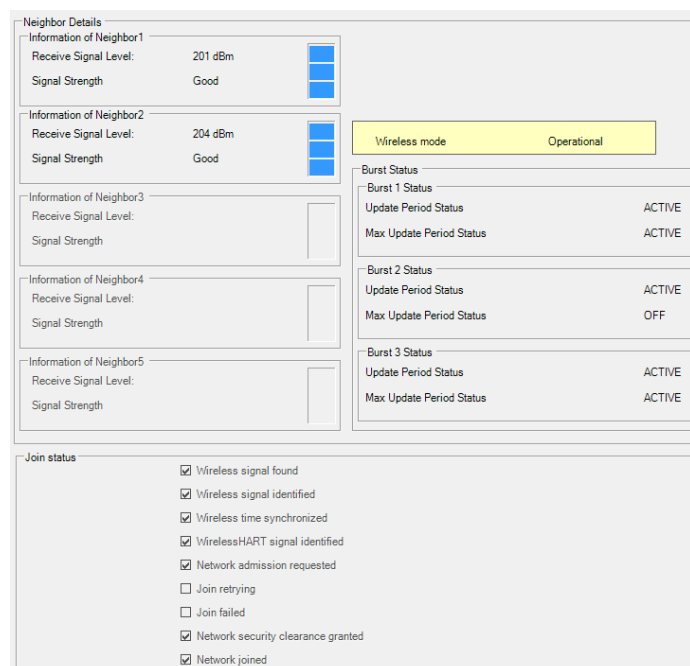 Neighbor Details
Information of Neighbor1
Receive Signal Level: 201 dBm
Signal Strength Good
Information of Neighbor2
Receive Signal Level: 204 dBm
Signal Strength Good
Information of Neighbor3
Receive Signal Level:
Signal Strength
Information of Neighbor4
Receive Signal Level:
Signal Strength
Information of Neighbor5
Receive Signal Level:
Signal Strength
Wireless mode Operational
Burst Status
Burst 1 Status
Update Period Status ACTIVE
Max Update Period Status ACTIVE
Burst 2 Status
Update Period Status ACTIVE
Max Update Period Status OFF
Burst 3 Status
Update Period Status ACTIVE
Max Update Period Status ACTIVE
Join status
Wireless signal found
Wireless signal identified
Wireless time synchronized
WirelessHART signal identified
Network admission requested
Join retrying
Join failed
Network security clearance granted
Network joined